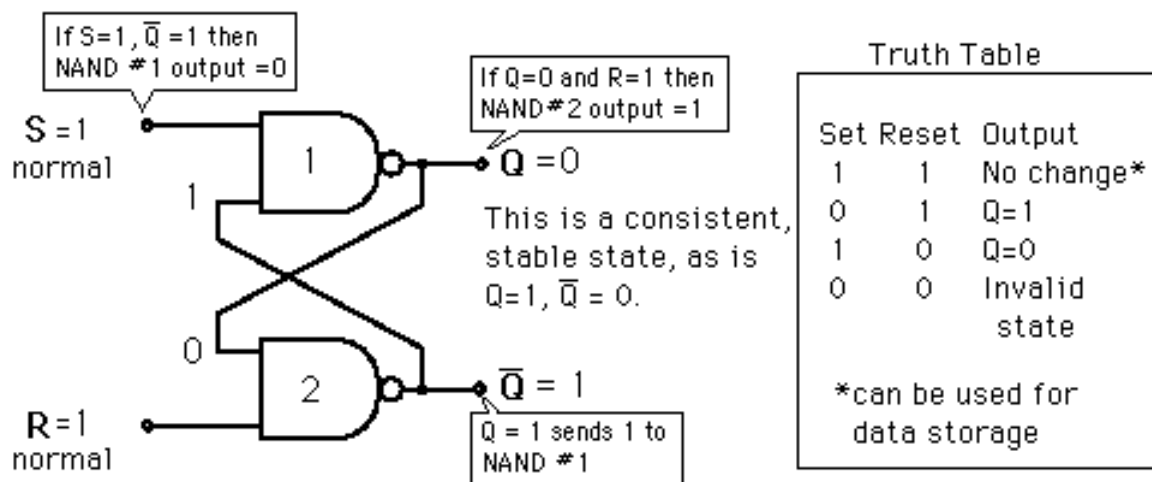 If S=1, Q̅ =1 then
NAND #1 output =0
If Q=0 and R=1 then
NAND#2 output =1
S =1
normal
1
1
Q =0
This is a consistent,
stable state, as is
Q=1, Q̅ = 0.
0
2
Q̅ = 1
R=1
normal
Q = 1 sends 1 to
NAND #1
Truth Table
Set Reset Output
1 1 No change*
0 1 Q=1
1 0 Q=0
0 0 Invalid
state
*can be used for
data storage